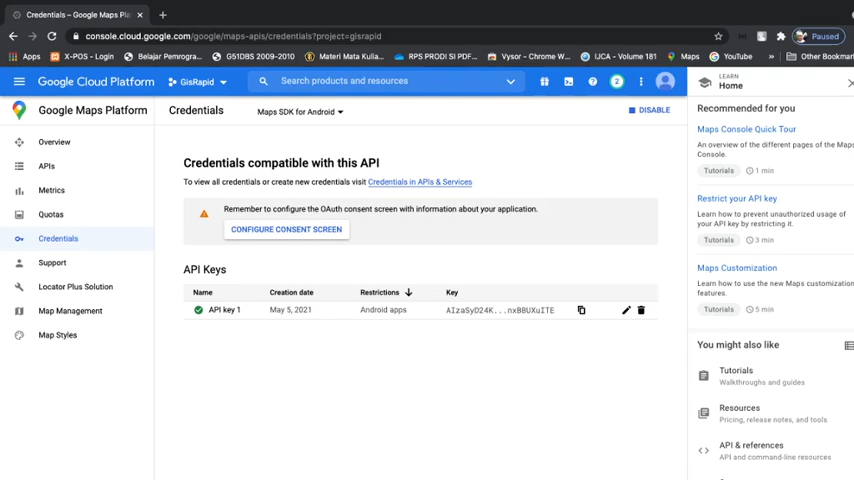 Credentials – Google Maps Plat
console.cloud.google.com/google/maps-apis/credentials?project=gisrapid
Paused
Apps
X-POS - Login
Belajar Pemrogra...
G51DBS 2009-2010
Materi Mata Kulia...
RPS PRODI SI PDF...
Vysor - Chrome W...
IJCA - Volume 181
Maps
YouTube
»
Other Bookmar
Google Cloud Platform
GisRapid
Search products and resources
2
LEARN
Home
Google Maps Platform
Credentials
Maps SDK for Android
DISABLE
Overview
APIs
Metrics
Quotas
Credentials
Support
Locator Plus Solution
Map Management
Map Styles
Credentials compatible with this API
To view all credentials or create new credentials visit Credentials in APIs & Services
Remember to configure the OAuth consent screen with information about your application.
CONFIGURE CONSENT SCREEN
API Keys
Name Creation date Restrictions Key
API key 1 May 5, 2021 Android apps AIzaSyD24K...nxBBUXuITE
Recommended for you
Maps Console Quick Tour
An overview of the different pages of the Maps
Console.
Tutorials 1 min
Restrict your API key
Learn how to prevent unauthorized usage of
your API key by restricting it.
Tutorials 3 min
Maps Customization
Learn how to use the new Maps customization
features.
Tutorials 5 min
You might also like
Tutorials
Walkthroughs and guides
Resources
Pricing, release notes, and tools
API & references
API and command-line resources